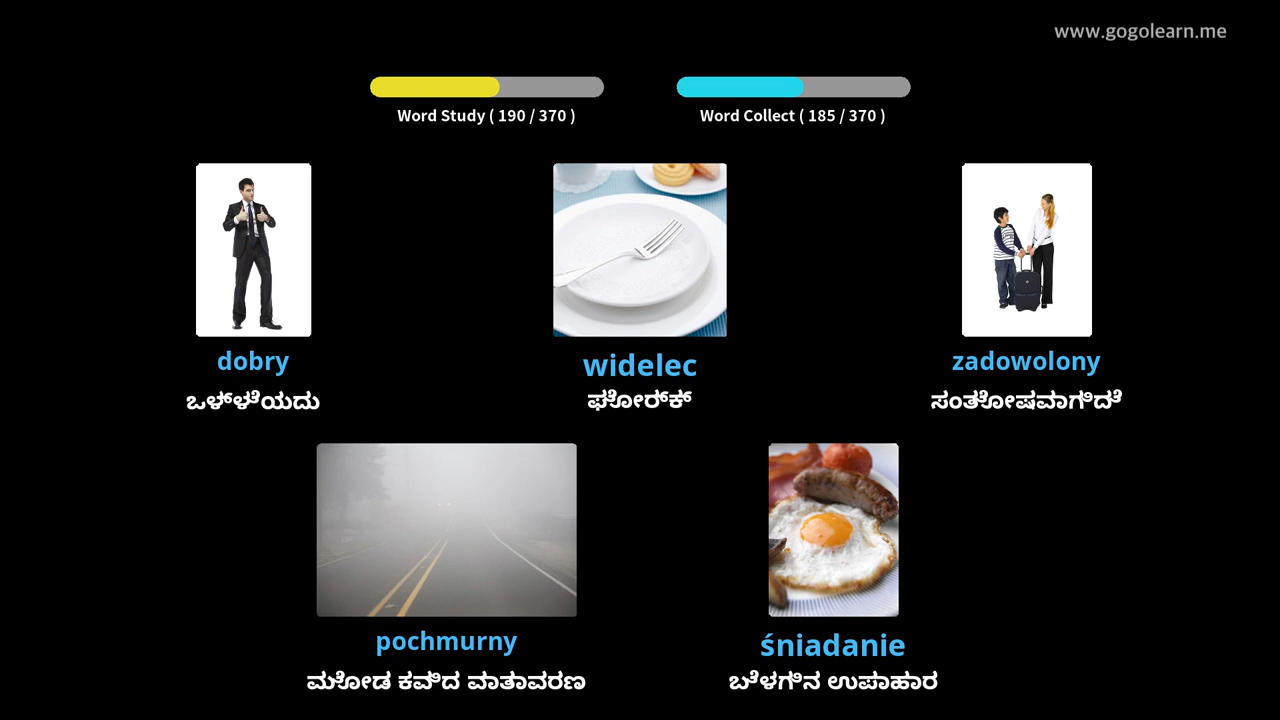 www.gogolearn.me
Word Study ( 190 / 370 )
Word Collect ( 185 / 370 )
dobry
ಒಳ್ಳೆಯದು
widelec
ಫೋರ್ಕ್
zadowolony
ಸಂತೋಷವಾಗಿದೆ
pochmurny
ಮೋಡ ಕವಿದ ವಾತಾವರಣ
śniadanie
ಬೆಳಗಿನ ಉಪಾಹಾರ